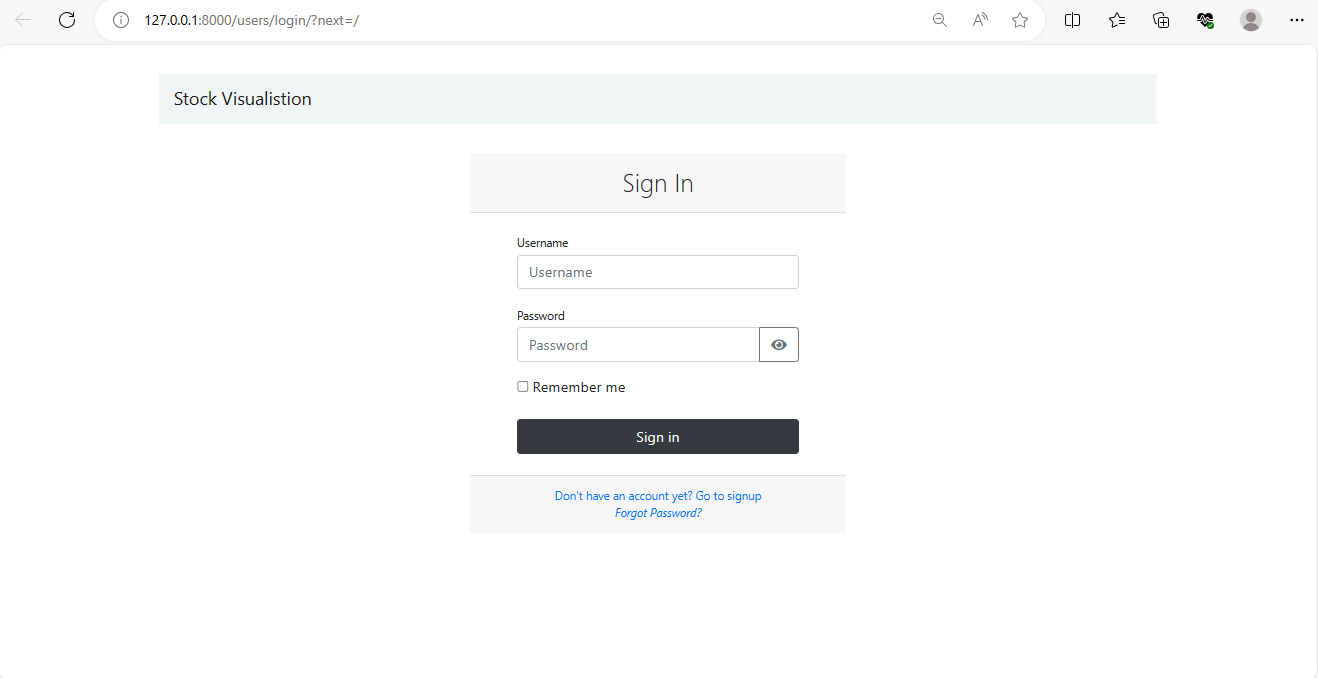 127.0.0.1:8000/users/login/?next=/
Stock Visualistion
Sign In
Username
Username
Password
Password
Remember me
Sign in
Don't have an account yet? Go to signup
Forgot Password?